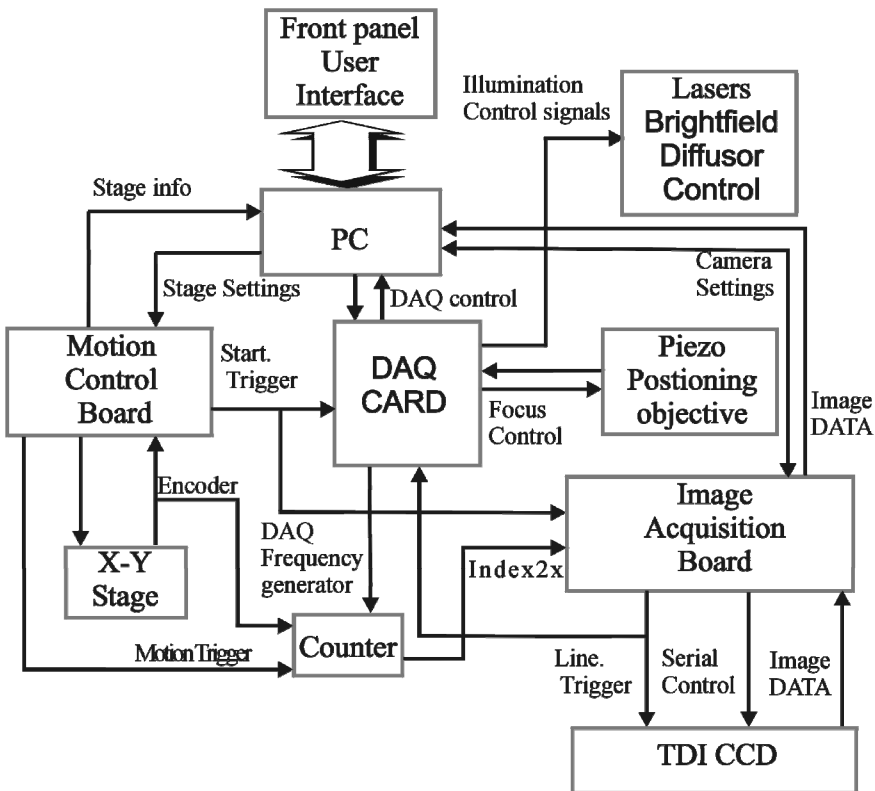 Front panel
User
Interface
Illumination
Control signals
Lasers
Brightfield
Diffusor
Control
Stage info
PC
Camera
Settings
Stage Settings
DAQ control
Motion
Control
Board
Start.
Trigger
DAQ
CARD
Piezo
Postioning
objective
Focus
Control
Image
DATA
Encoder
Image
Acquisition
Board
DAQ
Frequency
generator
Index2x
X-Y
Stage
Counter
Motion Trigger
Line.
Trigger
Serial
Control
Image
DATA
TDI CCD